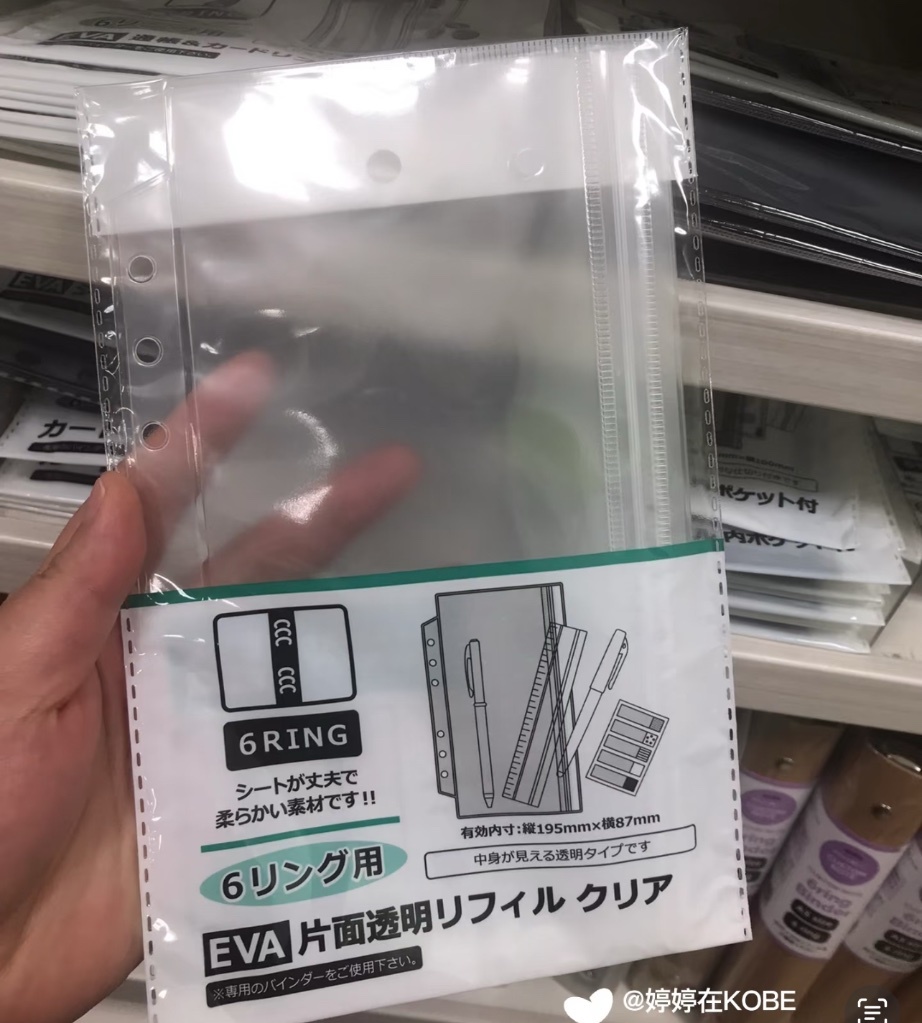 EVA
カー
ポケット付
6RING
シートが丈夫で
柔らかい素材です!!
有効内寸:縦195mm×横87mm
中身が見える透明タイプです
6リング用
EVA 片面透明リフィル クリア
※専用のバインダーをご使用下さい。
6ring
Binder
@婷婷在KOBE